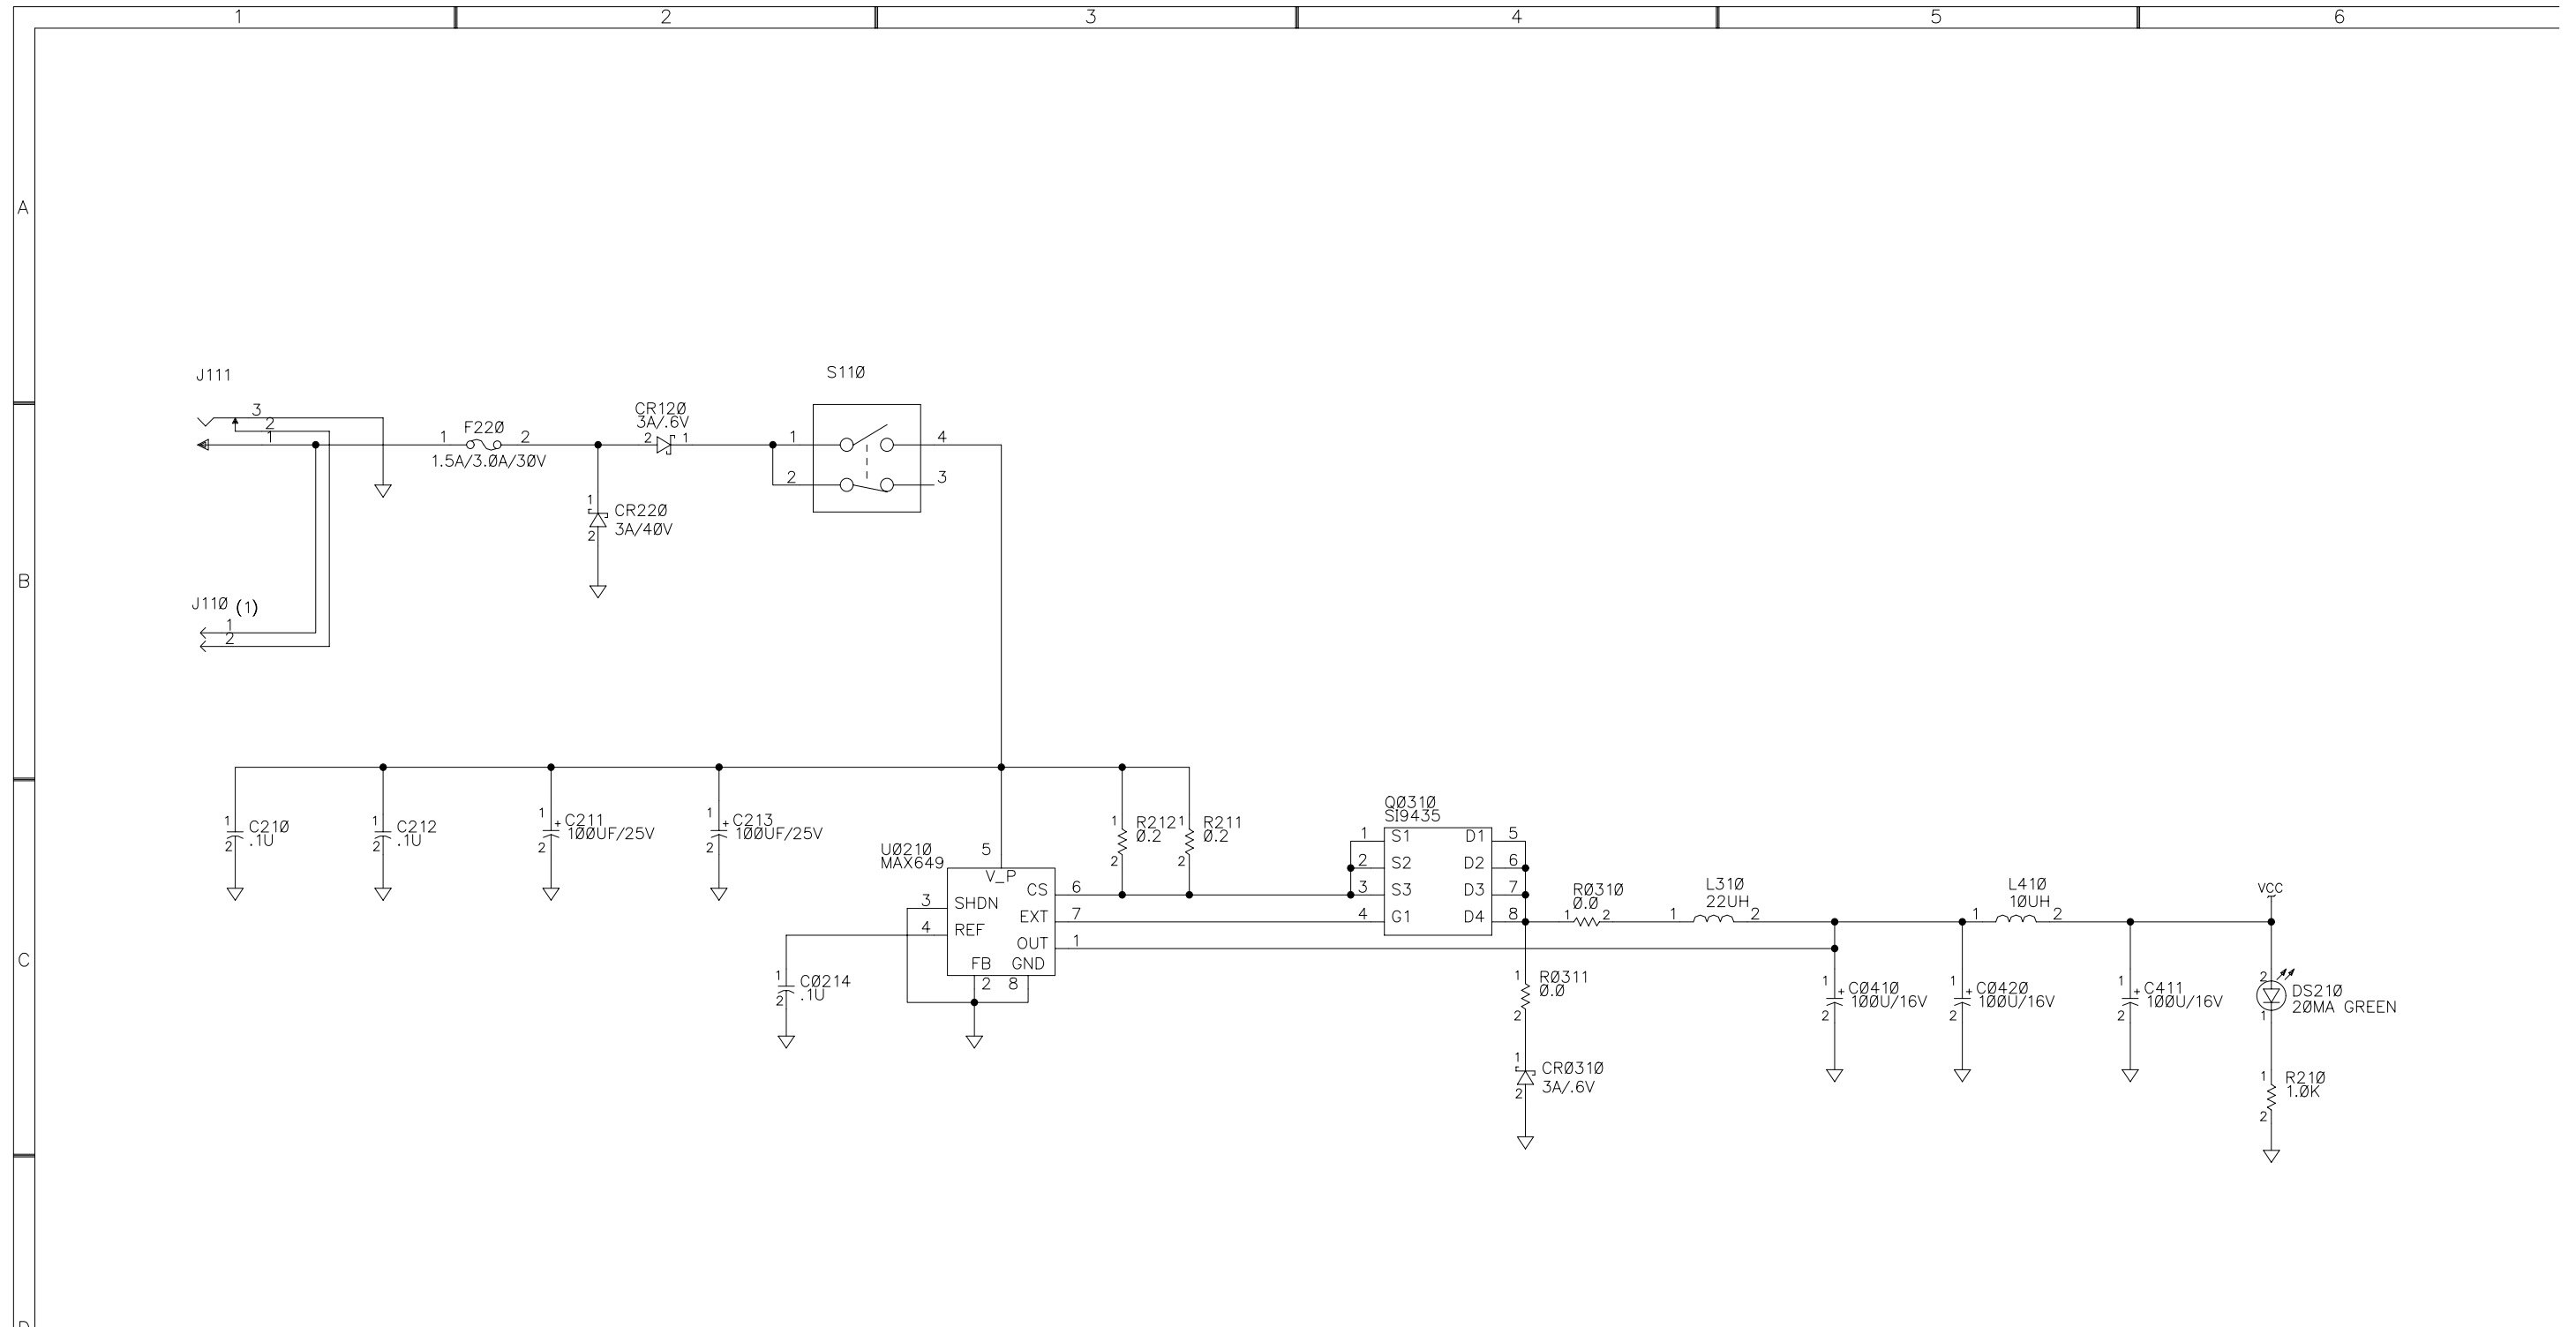 1 2 3 4 5 6
A
B
C
D
J111
3
2
1
F22Ø
1 2
1.5A/3.ØA/3ØV
CR12Ø
3A/.6V
2 1
S11Ø
1 4
2 3
1
CR22Ø
3A/4ØV
2
J11Ø (1)
1
2
1
C21Ø
.1U
2
1
C212
.1U
2
1
+ C211
1ØØUF/25V
2
1
+ C213
1ØØUF/25V
2
UØ21Ø
MAX649
5
V_P
CS 6
3 SHDN
EXT 7
4 REF
OUT 1
FB GND
2 8
1
R212
Ø.2
2
1
R211
Ø.2
2
1
CØ214
.1U
2
QØ31Ø
SI9435
1 S1 D1 5
2 S2 D2 6
3 S3 D3 7
4 G1 D4 8
RØ31Ø
Ø.Ø
1 2
L31Ø
22UH
1 2
L41Ø
1ØUH
1 2
VCC
1
RØ311
Ø.Ø
2
1
CRØ31Ø
3A/.6V
2
1
+ CØ41Ø
1ØØU/16V
2
1
+ CØ42Ø
1ØØU/16V
2
1
+ C411
1ØØU/16V
2
2
DS21Ø
2ØMA GREEN
1
1
R21Ø
1.ØK
2